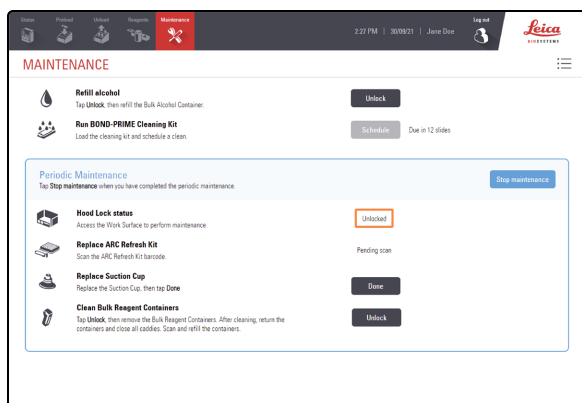 Status Preload Unload Reagents Maintenance
2:27 PM | 30/09/21 | Jane Doe
Log out
Leica
BIOSYSTEMS
MAINTENANCE
Refill alcohol
Tap Unlock, then refill the Bulk Alcohol Container.
Unlock
Run BOND-PRIME Cleaning Kit
Load the cleaning kit and schedule a clean.
Schedule Due in 12 slides
Periodic Maintenance
Tap Stop maintenance when you have completed the periodic maintenance.
Stop maintenance
Hood Lock status
Access the Work Surface to perform maintenance
Unlocked
Replace ARC Refresh Kit
Scan the ARC Refresh Kit barcode.
Pending scan
Replace Suction Cup
Replace the Suction Cup, then tap Done
Done
Clean Bulk Reagent Containers
Tap Unlock, then remove the Bulk Reagent Containers. After cleaning, return the
containers and close all caddies. Scan and refill the containers.
Unlock